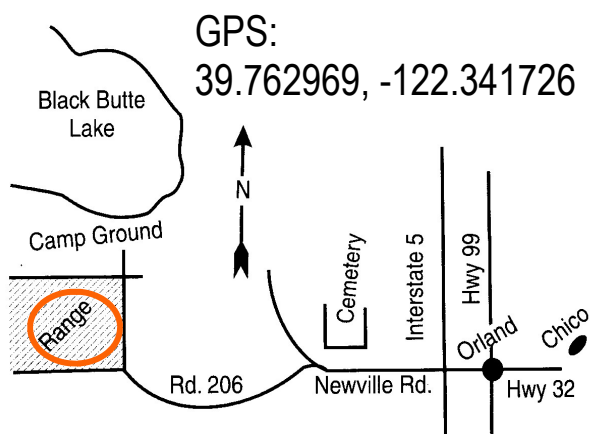 GPS:
39.762969, -122.341726
Black Butte
Lake
N
Camp Ground
Range
Cemetery
Interstate 5
Hwy 99
Orland
Chico
Rd. 206
Newville Rd.
Hwy 32